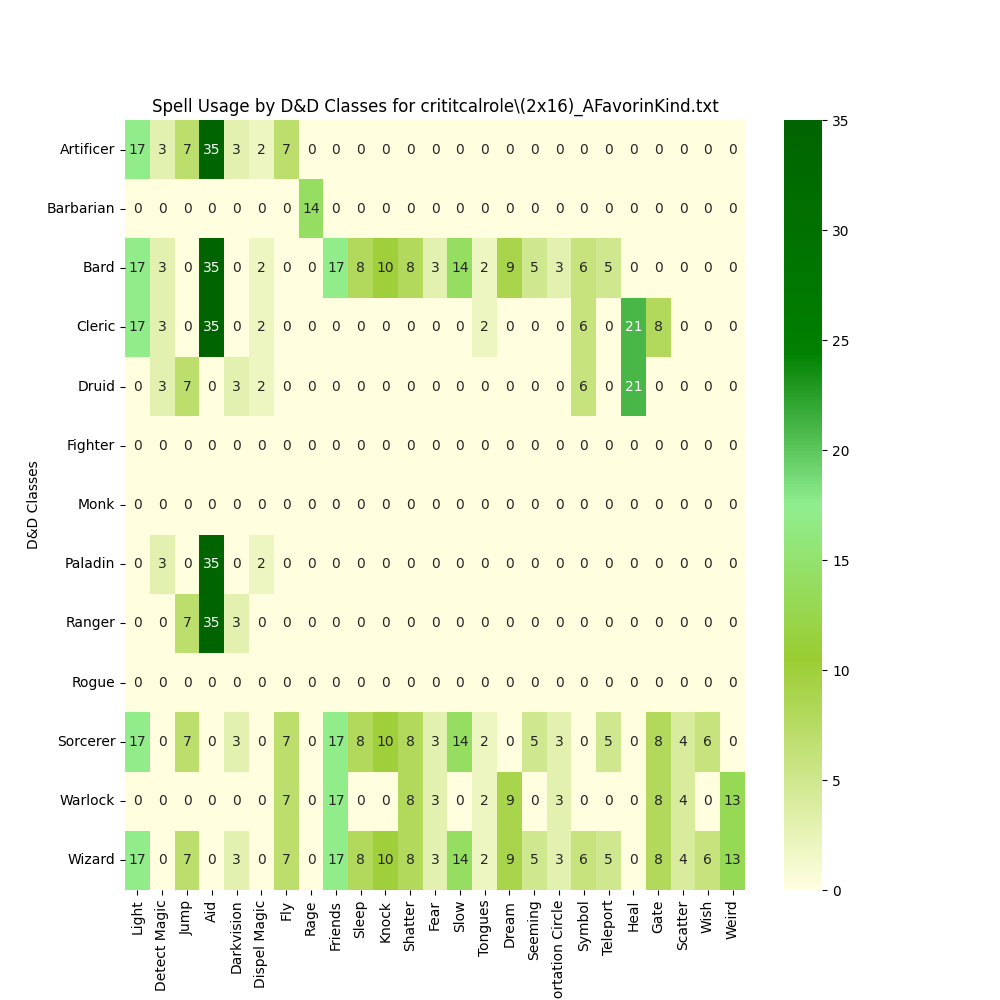 Spell Usage by D&D Classes for crititcalrole\(2x16)_AFavorinKind.txt
D&D Classes
Artificer 17 3 7 35 3 2 7 0 0 0 0 0 0 0 0 0 0 0 0 0 0 0 0 0 0
Barbarian 0 0 0 0 0 0 0 14 0 0 0 0 0 0 0 0 0 0 0 0 0 0 0 0 0
Bard 17 3 0 35 0 2 0 0 17 8 10 8 3 14 2 9 5 3 6 5 0 0 0 0 0
Cleric 17 3 0 35 0 2 0 0 0 0 0 0 0 0 2 0 0 0 6 0 21 8 0 0 0
Druid 0 3 7 0 3 2 0 0 0 0 0 0 0 0 0 0 0 0 6 0 21 0 0 0 0
Fighter 0 0 0 0 0 0 0 0 0 0 0 0 0 0 0 0 0 0 0 0 0 0 0 0 0
Monk 0 0 0 0 0 0 0 0 0 0 0 0 0 0 0 0 0 0 0 0 0 0 0 0 0
Paladin 0 3 0 35 0 2 0 0 0 0 0 0 0 0 0 0 0 0 0 0 0 0 0 0 0
Ranger 0 0 7 35 3 0 0 0 0 0 0 0 0 0 0 0 0 0 0 0 0 0 0 0 0
Rogue 0 0 0 0 0 0 0 0 0 0 0 0 0 0 0 0 0 0 0 0 0 0 0 0 0
Sorcerer 17 0 7 0 3 0 7 0 17 8 10 8 3 14 2 0 5 3 0 5 0 8 4 6 0
Warlock 0 0 0 0 0 0 7 0 17 0 0 8 3 0 2 9 0 3 0 0 0 8 4 0 13
Wizard 17 0 7 0 3 0 7 0 17 8 10 8 3 14 2 9 5 3 6 5 0 8 4 6 13
Light
Detect Magic
Jump
Aid
Darkvision
Dispel Magic
Fly
Rage
Friends
Sleep
Knock
Shatter
Fear
Slow
Tongues
Dream
Seeming
ortation Circle
Symbol
Teleport
Heal
Gate
Scatter
Wish
Weird
35
30
25
20
15
10
5
0